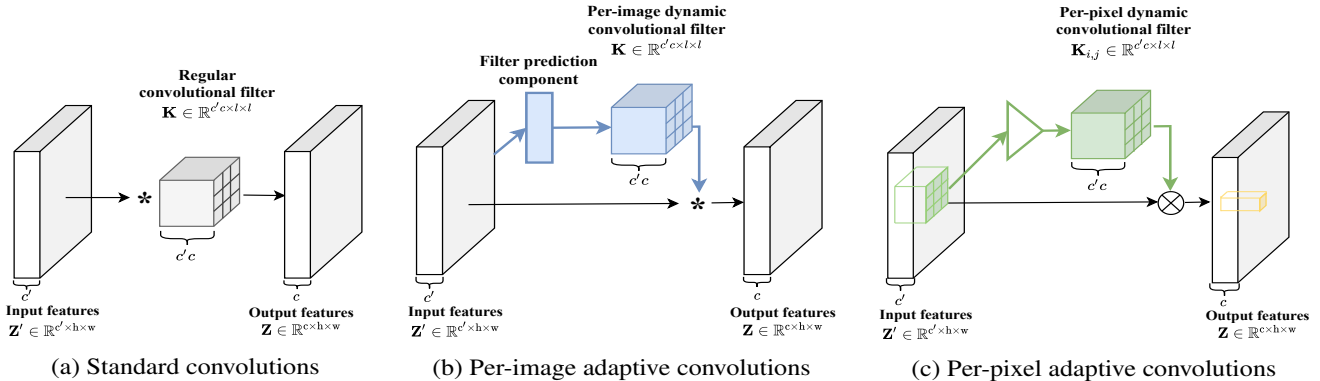 Regular
convolutional filter
K ∈ ℝ^{c′c×l×l}
*
c′c
c′
c
Input features
Z′ ∈ ℝ^{c′×h×w}
Output features
Z ∈ ℝ^{c×h×w}
(a) Standard convolutions
Per-image dynamic
convolutional filter
K ∈ ℝ^{c′c×l×l}
Filter prediction
component
c′c
*
c′
c
Input features
Z′ ∈ ℝ^{c′×h×w}
Output features
Z ∈ ℝ^{c×h×w}
(b) Per-image adaptive convolutions
Per-pixel dynamic
convolutional filter
K_{i,j} ∈ ℝ^{c′c×l×l}
c′c
c′
c
Input features
Z′ ∈ ℝ^{c′×h×w}
Output features
Z ∈ ℝ^{c×h×w}
(c) Per-pixel adaptive convolutions